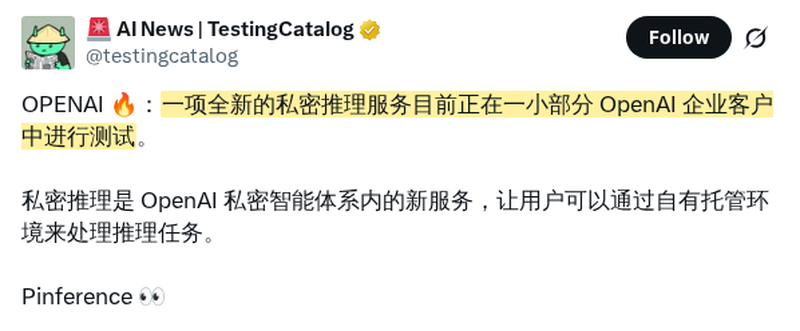 🚨 AI News | TestingCatalog
@testingcatalog
Follow
OPENAI 🔥：一项全新的私密推理服务目前正在一小部分 OpenAI 企业客户
中进行测试。
私密推理是 OpenAI 私密智能体系内的新服务，让用户可以通过自有托管环
境来处理推理任务。
Pinference 👀